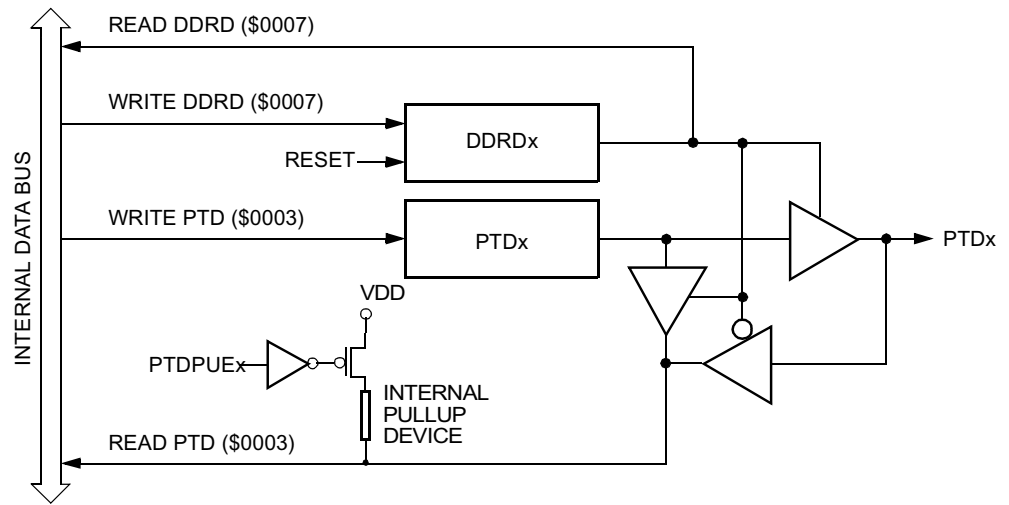 READ DDRD ($0007)
WRITE DDRD ($0007)
DDRDx
RESET
WRITE PTD ($0003)
PTDx
PTDx
INTERNAL DATA BUS
VDD
PTDPUEx
INTERNAL
PULLUP
DEVICE
READ PTD ($0003)